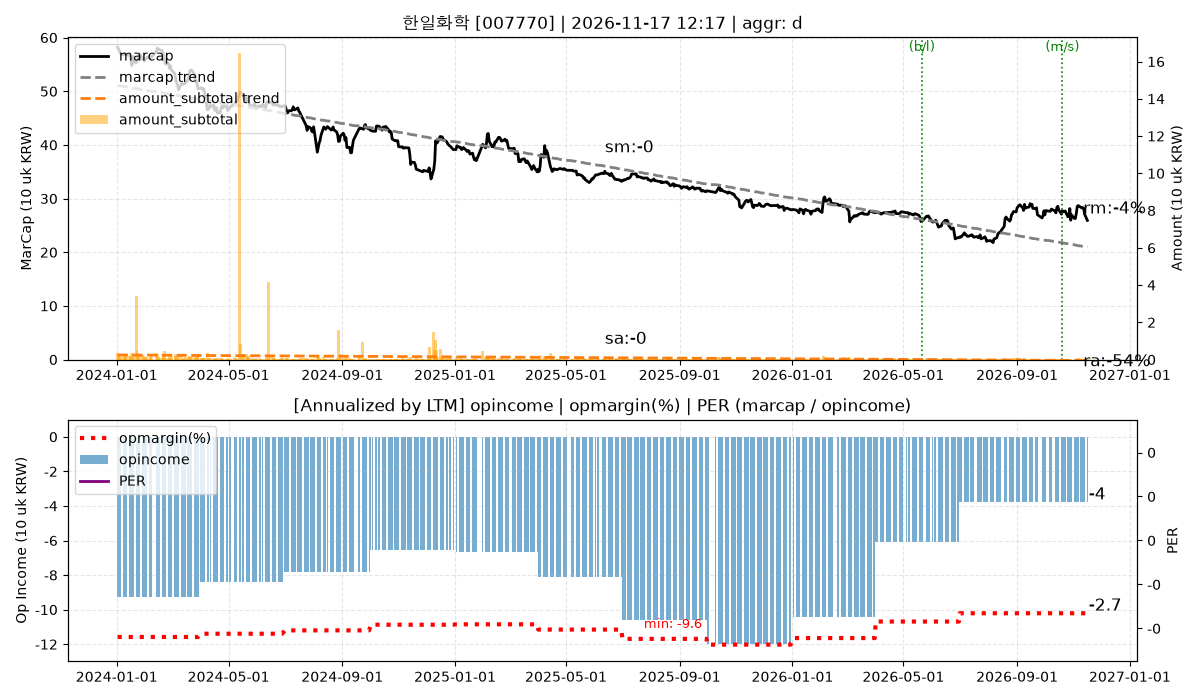 한일화학 [007770] | 2026-11-17 12:17 | aggr: d
MarCap (10 uk KRW)
60
50
40
30
20
10
0
marcap
marcap trend
amount_subtotal trend
amount_subtotal
(b/l)
(m/s)
sm:-0
sa:-0
rm:-4%
ra:-54%
16
14
12
10
8
6
4
2
0
Amount (10 uk KRW)
2024-01-01
2024-05-01
2024-09-01
2025-01-01
2025-05-01
2025-09-01
2026-01-01
2026-05-01
2026-09-01
2027-01-01
[Annualized by LTM] opincome | opmargin(%) | PER (marcap / opincome)
Op Income (10 uk KRW)
0
-2
-4
-6
-8
-10
-12
opmargin(%)
opincome
PER
min: -9.6
-4
-2.7
0
0
0
-0
-0
PER
2024-01-01
2024-05-01
2024-09-01
2025-01-01
2025-05-01
2025-09-01
2026-01-01
2026-05-01
2026-09-01
2027-01-01